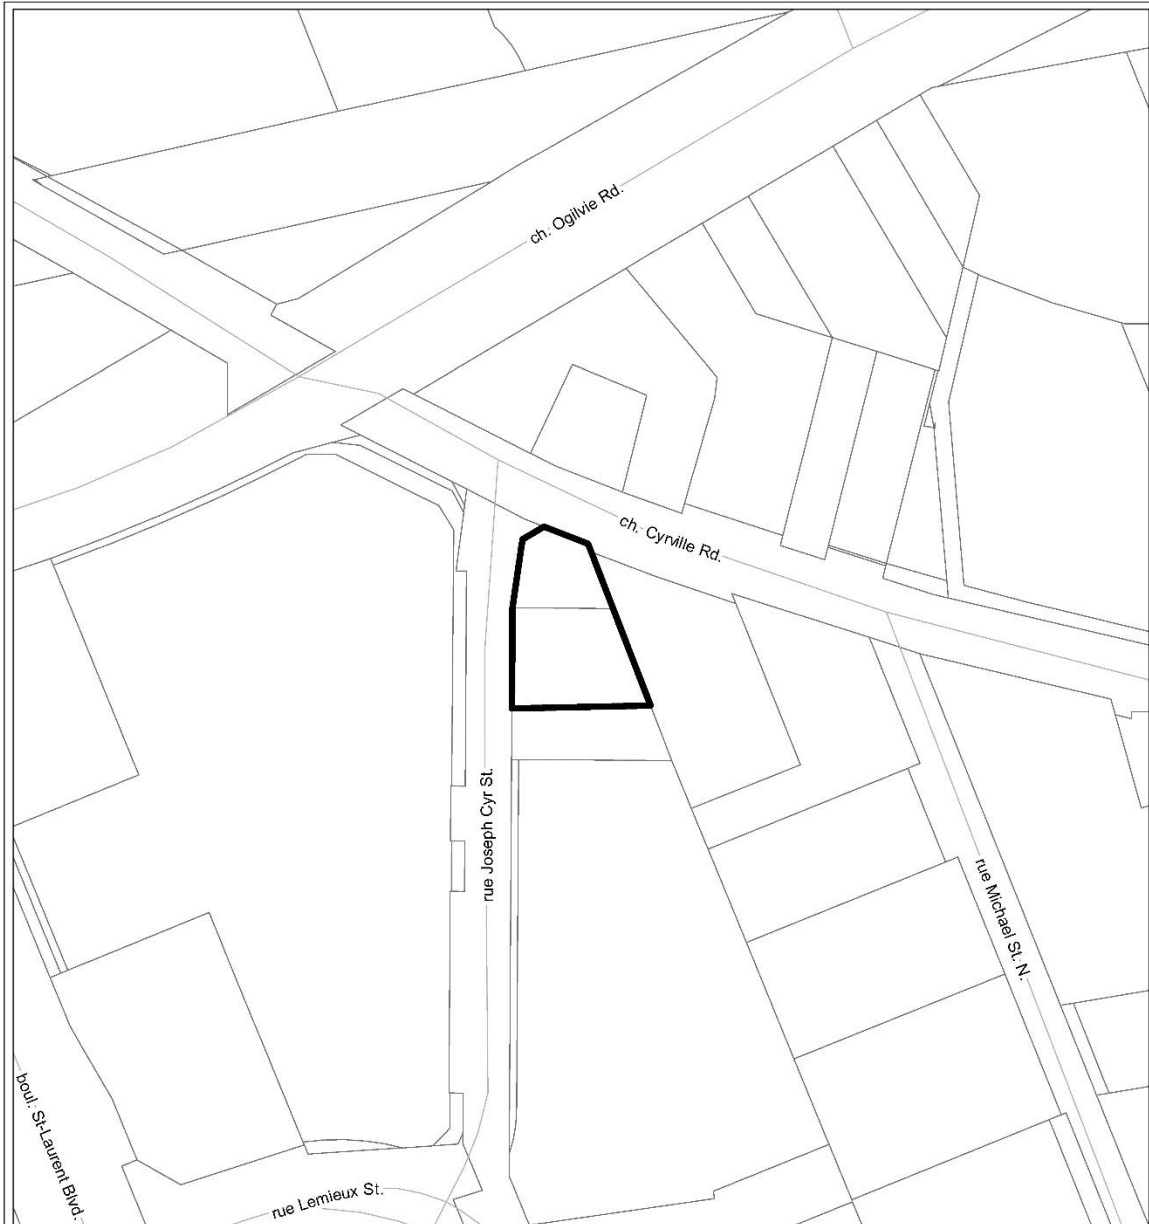 ch. Ogilvie Rd.
ch. Cyrville Rd.
rue Joseph Cyr St.
rue Michael St. N.
boul. St-Laurent Blvd.
rue Lemieux St.